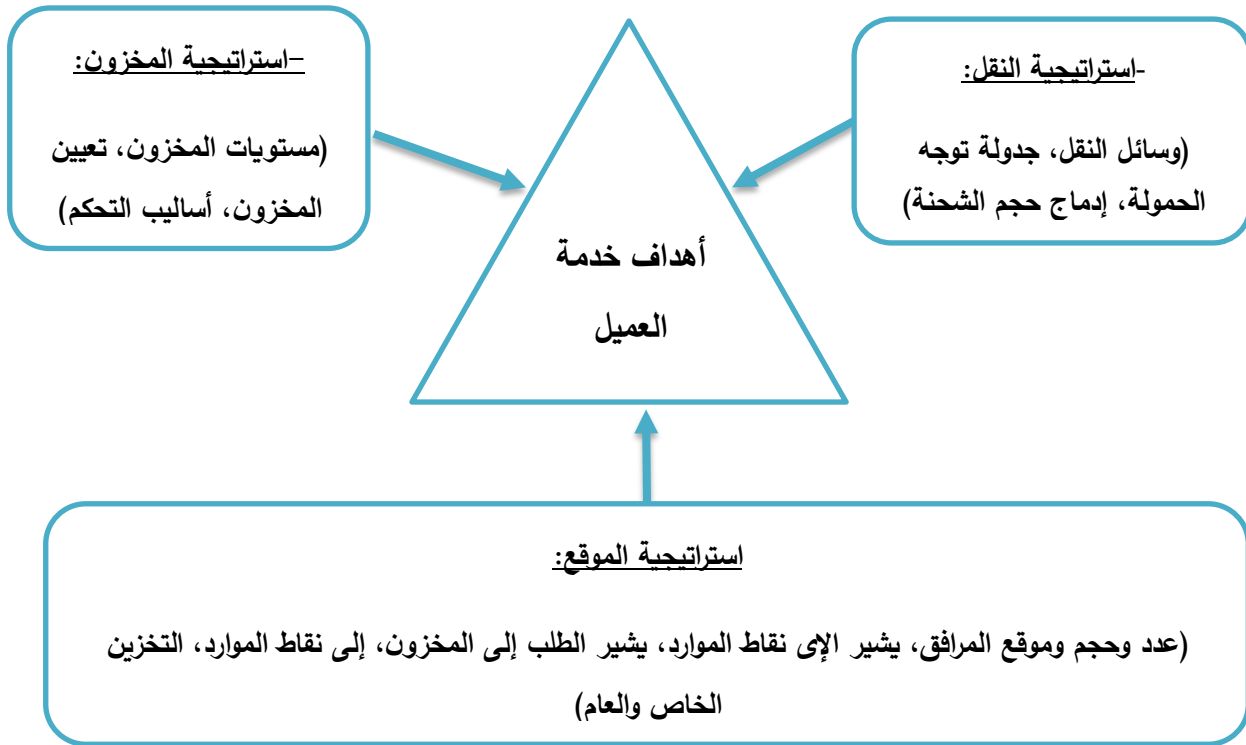 -استراتيجية النقل:
(وسائل النقل، جدولة توجه
الحمولة، إدماج حجم الشحنة)
–استراتيجية المخزون:
(مستويات المخزون، تعيين
المخزون، أساليب التحكم)
أهداف خدمة
العميل
استراتيجية الموقع:
(عدد وحجم وموقع المرافق، يشير الإى نقاط الموارد، يشير الطلب إلى المخزون، إلى نقاط الموارد، التخزين
الخاص والعام)